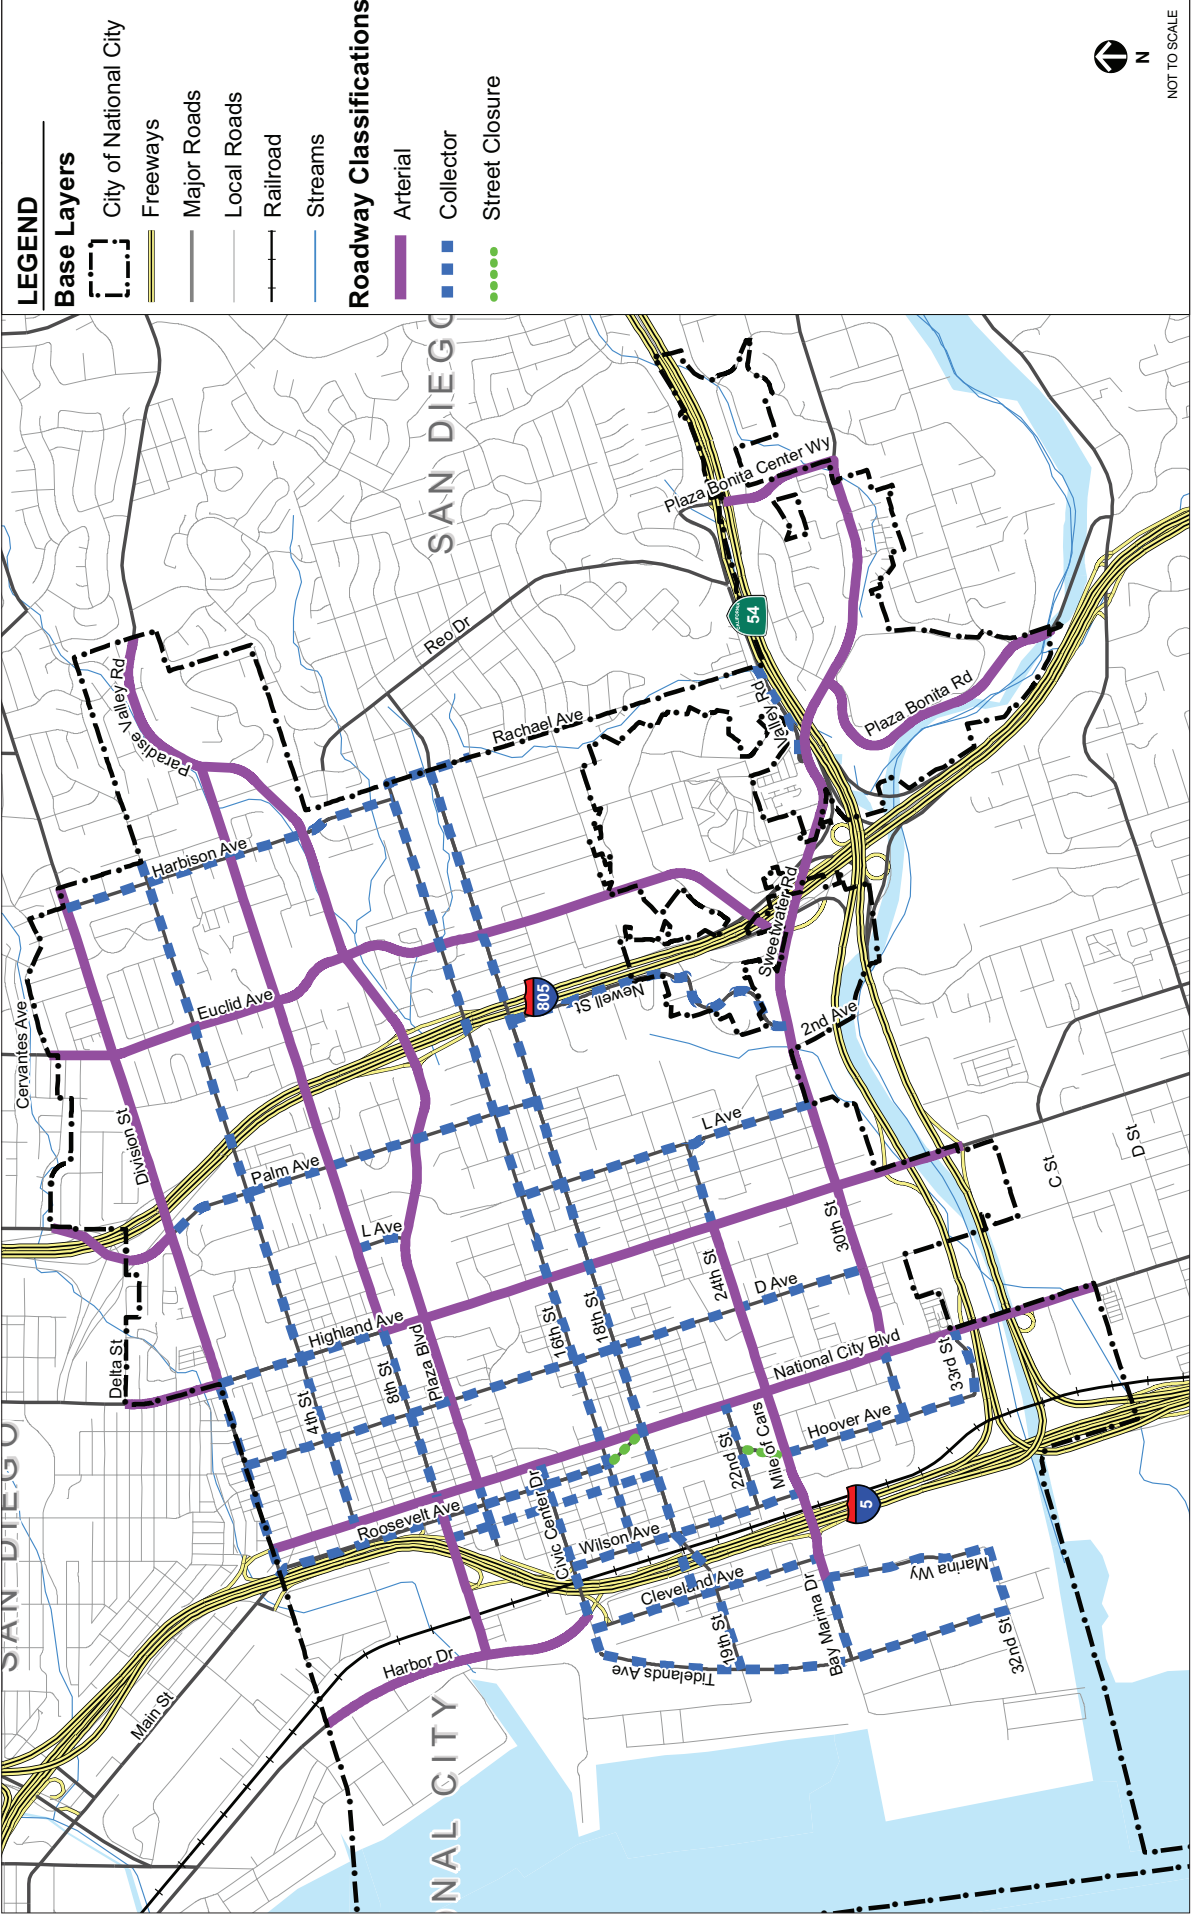 LEGEND
Base Layers
City of National City
Freeways
Major Roads
Local Roads
Railroad
Streams
Roadway Classifications
Arterial
Collector
Street Closure
N
NOT TO SCALE
SAN DIEGO
SAN DIEGO
ONAL CITY
Cervantes Ave
Delta St
Division St
Paradise Valley Rd
Harbison Ave
Euclid Ave
Palm Ave
L Ave
Highland Ave
4th St
8th St
Plaza Blvd
Roosevelt Ave
Main St
Harbor Dr
Civic Center Dr
Wilson Ave
Cleveland Ave
19th St
Tidelands Ave
Bay Marina Dr
Marina Wy
32nd St
16th St
18th St
22nd St
Mile of Cars
24th St
Hoover Ave
National City Blvd
D Ave
30th St
33rd St
L Ave
2nd Ave
Newell St
Sweetwater Rd
Valley Rd
Rachael Ave
Reo Dr
Plaza Bonita Center Wy
Plaza Bonita Rd
C St
D St
805
CALIFORNIA
54
5